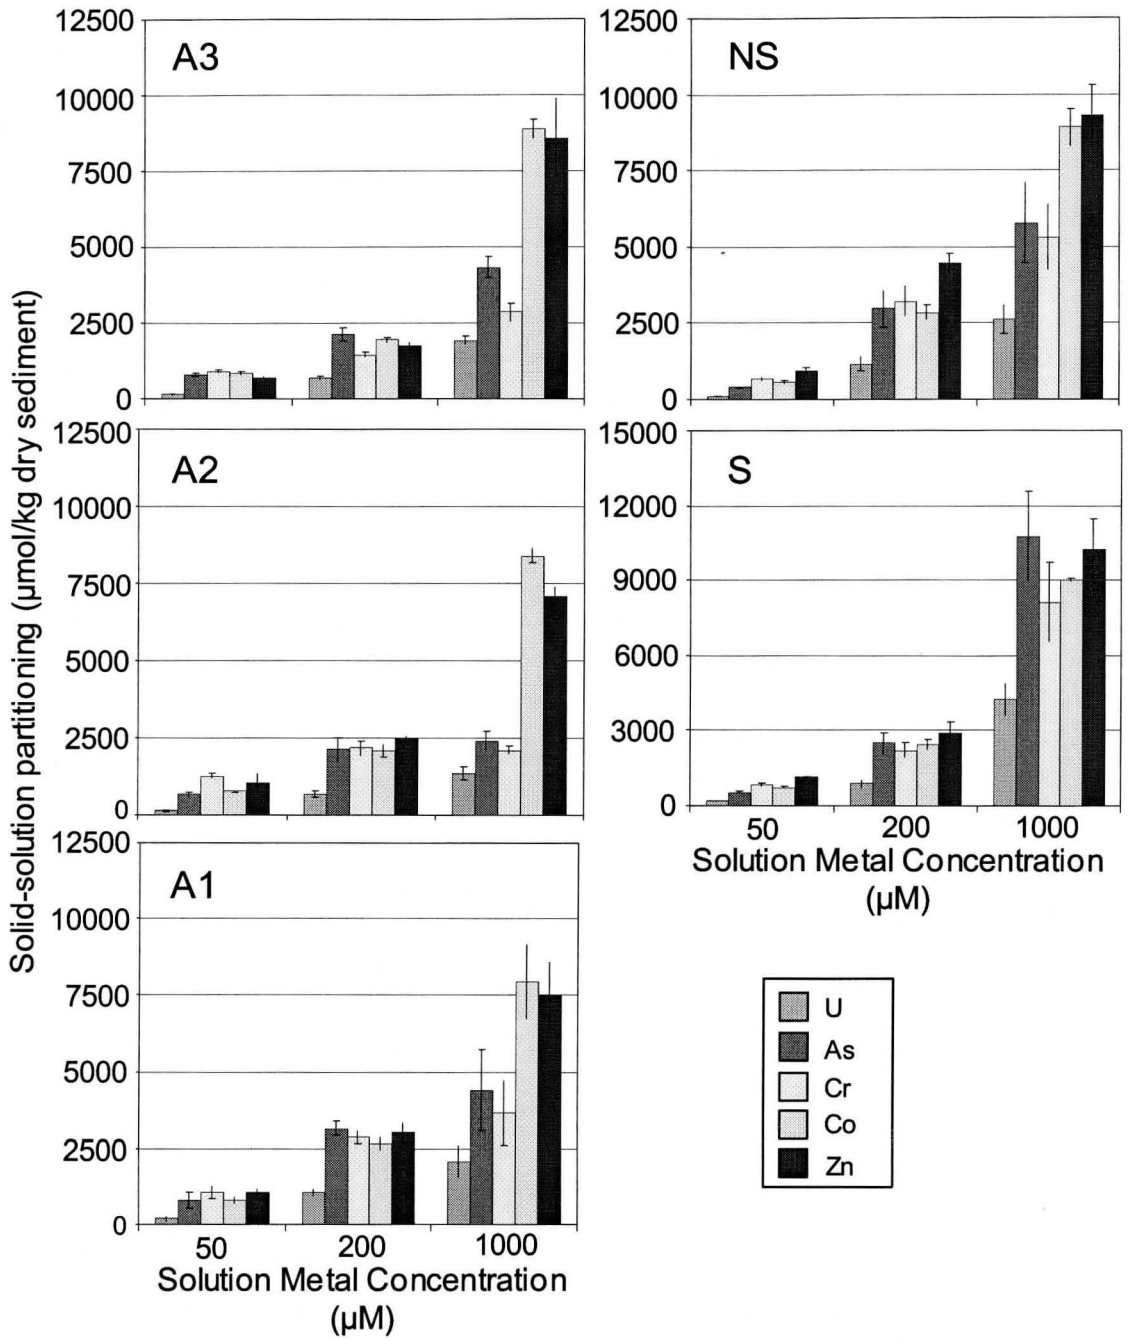 Solid-solution partitioning (µmol/kg dry sediment)
A3
12500
10000
7500
5000
2500
0
A2
12500
10000
7500
5000
2500
0
A1
12500
10000
7500
5000
2500
0
50 200 1000
Solution Metal Concentration
(µM)
NS
12500
10000
7500
5000
2500
0
S
15000
12000
9000
6000
3000
0
50 200 1000
Solution Metal Concentration
(µM)
U
As
Cr
Co
Zn